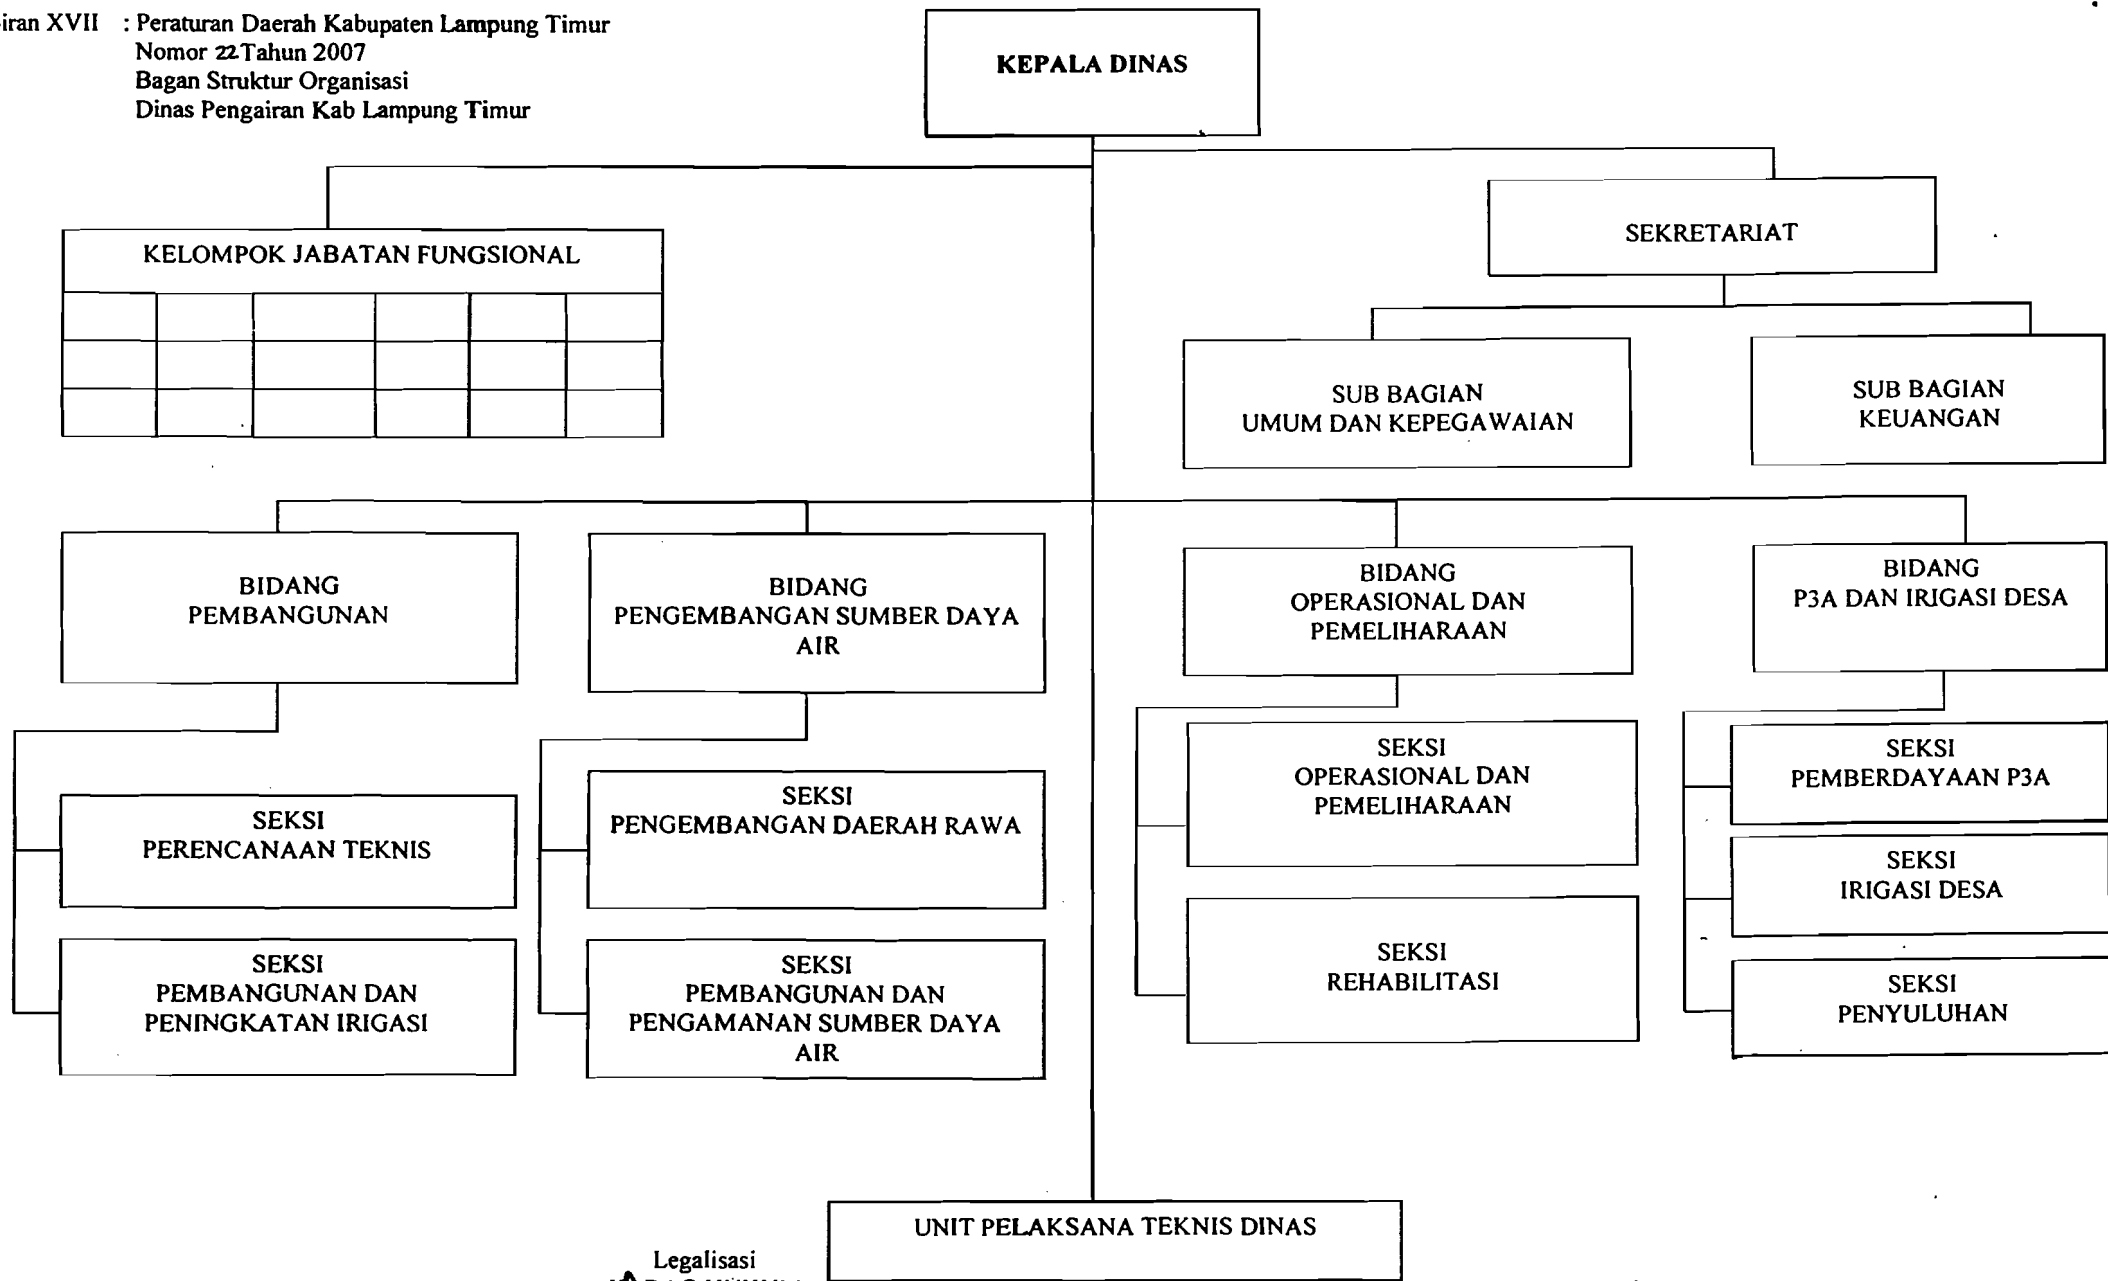 iran XVII : Peraturan Daerah Kabupaten Lampung Timur
Nomor 22 Tahun 2007
Bagan Struktur Organisasi
Dinas Pengairan Kab Lampung Timur
KEPALA DINAS
KELOMPOK JABATAN FUNGSIONAL
SEKRETARIAT
SUB BAGIAN
UMUM DAN KEPEGAWAIAN
SUB BAGIAN
KEUANGAN
BIDANG
PEMBANGUNAN
BIDANG
PENGEMBANGAN SUMBER DAYA
AIR
BIDANG
OPERASIONAL DAN
PEMELIHARAAN
BIDANG
P3A DAN IRIGASI DESA
SEKSI
PERENCANAAN TEKNIS
SEKSI
PEMBANGUNAN DAN
PENINGKATAN IRIGASI
SEKSI
PENGEMBANGAN DAERAH RAWA
SEKSI
PEMBANGUNAN DAN
PENGAMANAN SUMBER DAYA
AIR
SEKSI
OPERASIONAL DAN
PEMELIHARAAN
SEKSI
REHABILITASI
SEKSI
PEMBERDAYAAN P3A
SEKSI
IRIGASI DESA
SEKSI
PENYULUHAN
UNIT PELAKSANA TEKNIS DINAS
Legalisasi